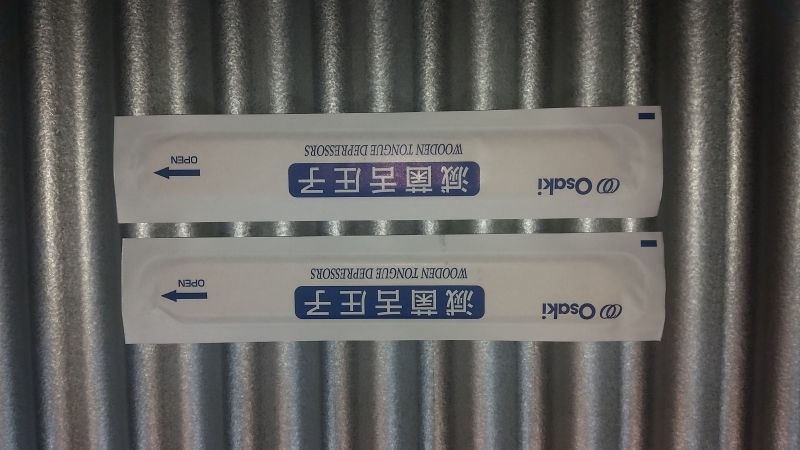 Osaki
滅菌舌圧子
WOODEN TONGUE DEPRESSORS
OPEN
Osaki
滅菌舌圧子
WOODEN TONGUE DEPRESSORS
OPEN